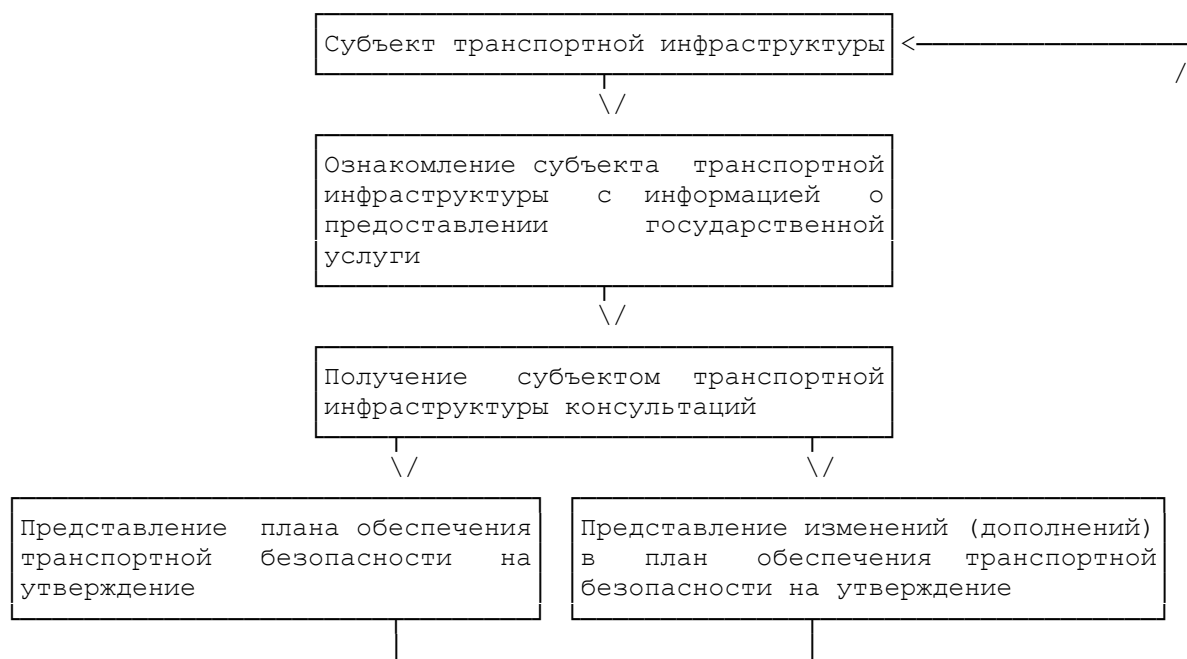 Субъект транспортной инфраструктуры
Ознакомление субъекта транспортной
инфраструктуры с информацией о
предоставлении государственной
услуги
Получение субъектом транспортной
инфраструктуры консультаций
Представление плана обеспечения
транспортной безопасности на
утверждение
Представление изменений (дополнений)
в план обеспечения транспортной
безопасности на утверждение